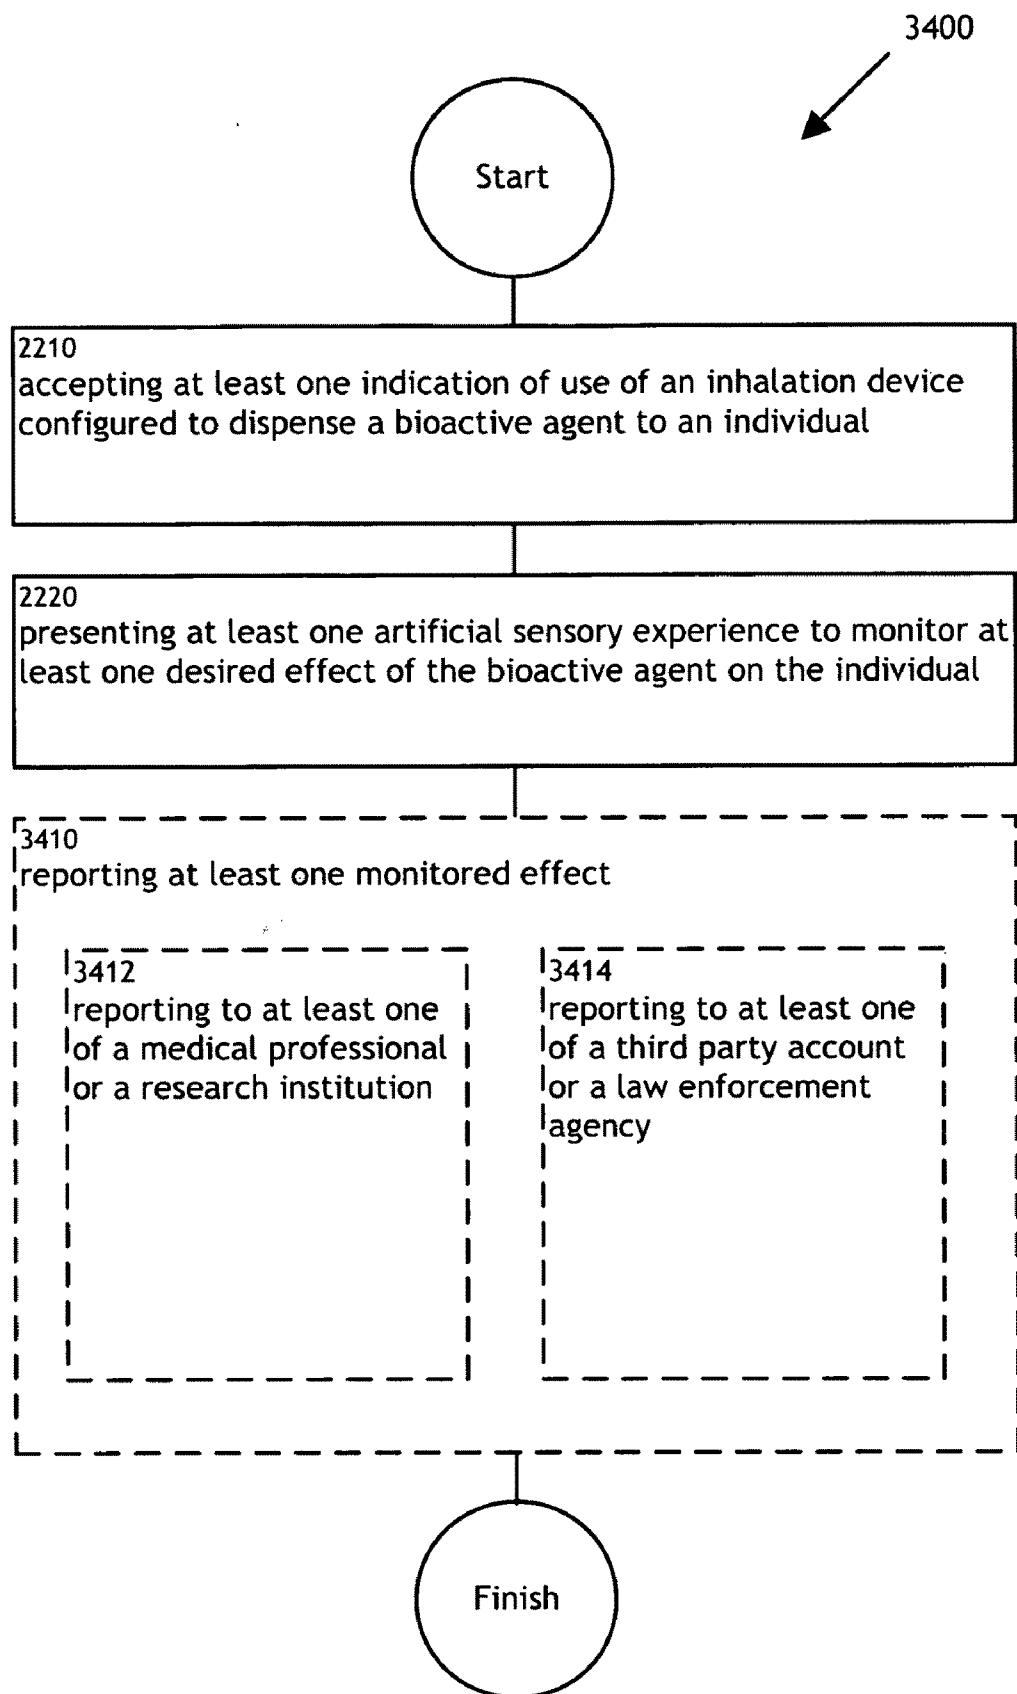 3400
Start
2210
accepting at least one indication of use of an inhalation device
configured to dispense a bioactive agent to an individual
2220
presenting at least one artificial sensory experience to monitor at
least one desired effect of the bioactive agent on the individual
3410
reporting at least one monitored effect
3412
reporting to at least one
of a medical professional
or a research institution
3414
reporting to at least one
of a third party account
or a law enforcement
agency
Finish